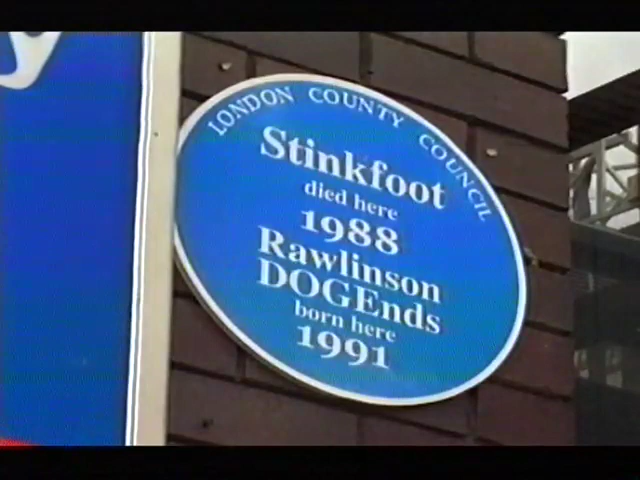 LONDON COUNTY COUNCIL
Stinkfoot
died here
1988
Rawlinson
DOGEnds
born here
1991